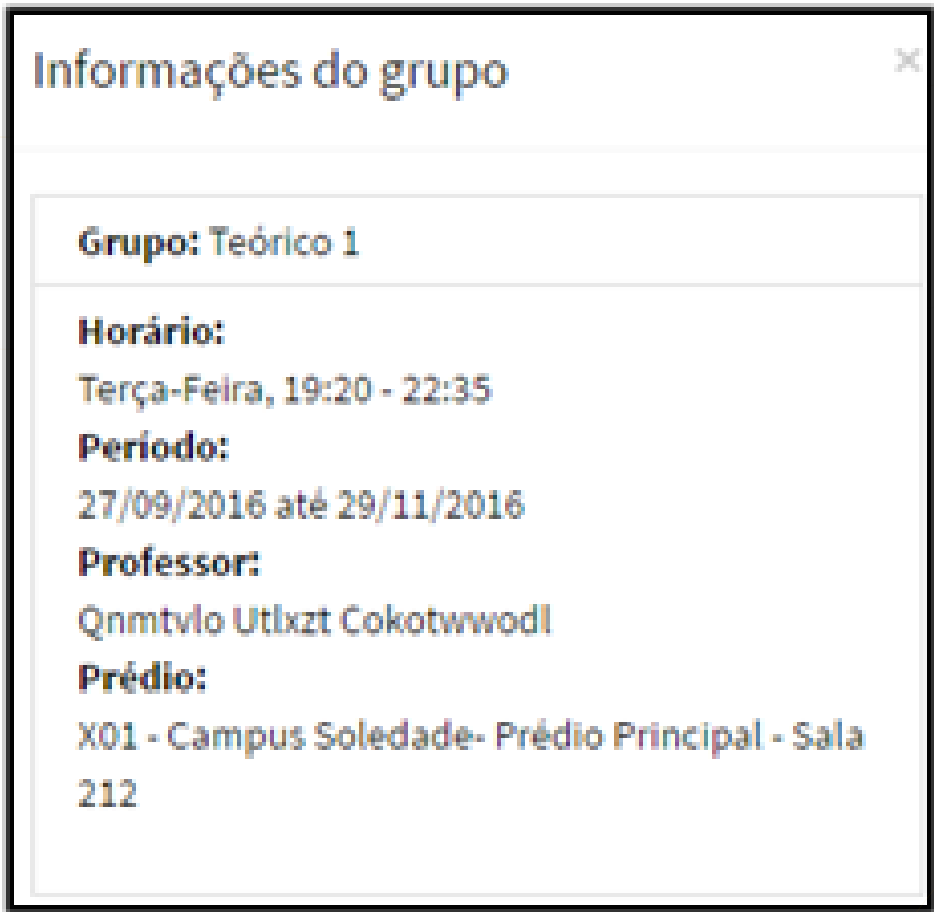 Informações do grupo
Grupo: Teórico 1
Horário:
Terça-Feira, 19:20 - 22:35
Período:
27/09/2016 até 29/11/2016
Professor:
Qnmtvlo Utlxzt Cokotwwodl
Prédio:
X01 - Campus Soledade- Prédio Principal - Sala
212